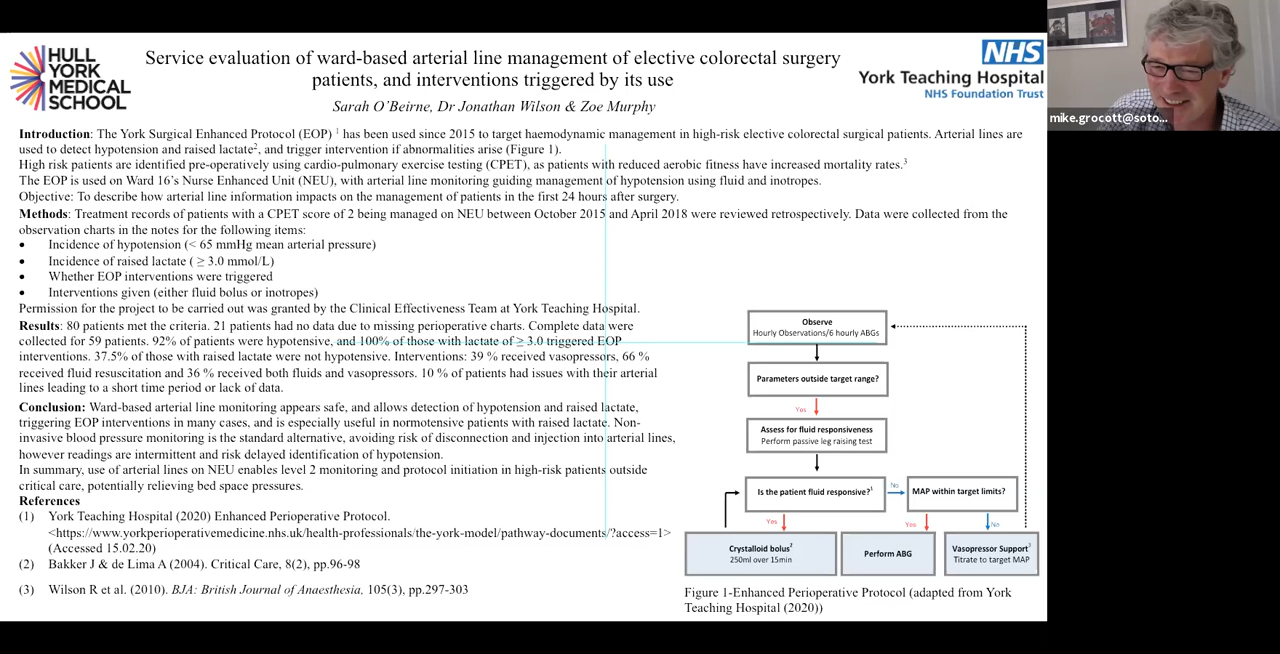 HULL
YORK
MEDICAL
SCHOOL
Service evaluation of ward-based arterial line management of elective colorectal surgery
patients, and interventions triggered by its use
Sarah O'Beirne, Dr Jonathan Wilson & Zoe Murphy
NHS
York Teaching Hospital
NHS Foundation Trust
mike.grocott@soto...
Introduction: The York Surgical Enhanced Protocol (EOP) 1 has been used since 2015 to target haemodynamic management in high-risk elective colorectal surgical patients. Arterial lines are
used to detect hypotension and raised lactate2, and trigger intervention if abnormalities arise (Figure 1).
High risk patients are identified pre-operatively using cardio-pulmonary exercise testing (CPET), as patients with reduced aerobic fitness have increased mortality rates.3
The EOP is used on Ward 16's Nurse Enhanced Unit (NEU), with arterial line monitoring guiding management of hypotension using fluid and inotropes.
Objective: To describe how arterial line information impacts on the management of patients in the first 24 hours after surgery.
Methods: Treatment records of patients with a CPET score of 2 being managed on NEU between October 2015 and April 2018 were reviewed retrospectively. Data were collected from the
observation charts in the notes for the following items:
• Incidence of hypotension (< 65 mmHg mean arterial pressure)
• Incidence of raised lactate ( ≥ 3.0 mmol/L)
• Whether EOP interventions were triggered
• Interventions given (either fluid bolus or inotropes)
Permission for the project to be carried out was granted by the Clinical Effectiveness Team at York Teaching Hospital.
Results: 80 patients met the criteria. 21 patients had no data due to missing perioperative charts. Complete data were
collected for 59 patients. 92% of patients were hypotensive, and 100% of those with lactate of ≥ 3.0 triggered EOP
interventions. 37.5% of those with raised lactate were not hypotensive. Interventions: 39 % received vasopressors, 66 %
received fluid resuscitation and 36 % received both fluids and vasopressors. 10 % of patients had issues with their arterial
lines leading to a short time period or lack of data.
Conclusion: Ward-based arterial line monitoring appears safe, and allows detection of hypotension and raised lactate,
triggering EOP interventions in many cases, and is especially useful in normotensive patients with raised lactate. Non-
invasive blood pressure monitoring is the standard alternative, avoiding risk of disconnection and injection into arterial lines,
however readings are intermittent and risk delayed identification of hypotension.
In summary, use of arterial lines on NEU enables level 2 monitoring and protocol initiation in high-risk patients outside
critical care, potentially relieving bed space pressures.
References
(1) York Teaching Hospital (2020) Enhanced Perioperative Protocol.
<https://www.yorkperioperativemedicine.nhs.uk/health-professionals/the-york-model/pathway-documents/?access=1>
(Accessed 15.02.20)
(2) Bakker J & de Lima A (2004). Critical Care, 8(2), pp.96-98
(3) Wilson R et al. (2010). BJA: British Journal of Anaesthesia, 105(3), pp.297-303
Observe
Hourly Observations/6 hourly ABGs
Parameters outside target range?
Yes
Assess for fluid responsiveness
Perform passive leg raising test
Is the patient fluid responsive?1
No
MAP within target limits?
Yes
Yes
No
Crystalloid bolus2
250ml over 15min
Perform ABG
Vasopressor Support3
Titrate to target MAP
Figure 1-Enhanced Perioperative Protocol (adapted from York
Teaching Hospital (2020))